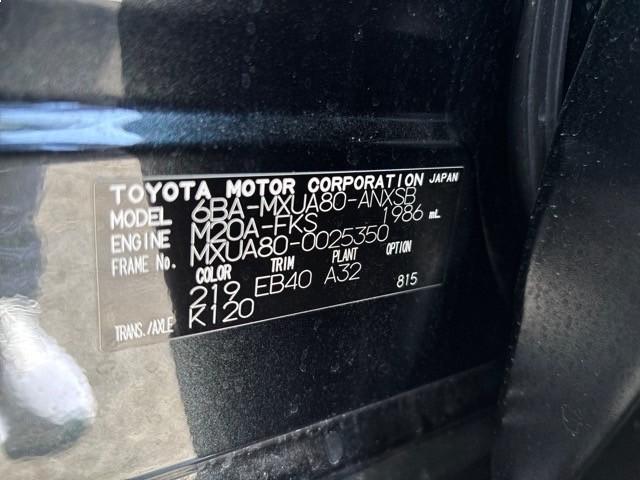 TOYOTA MOTOR CORPORATION JAPAN
MODEL 6BA-MXUA80-ANXSB
ENGINE M20A-FKS 1986 mL
FRAME No. MXUA80-0025350
COLOR TRIM PLANT OPTION
219 EB40 A32 815
TRANS./AXLE K120